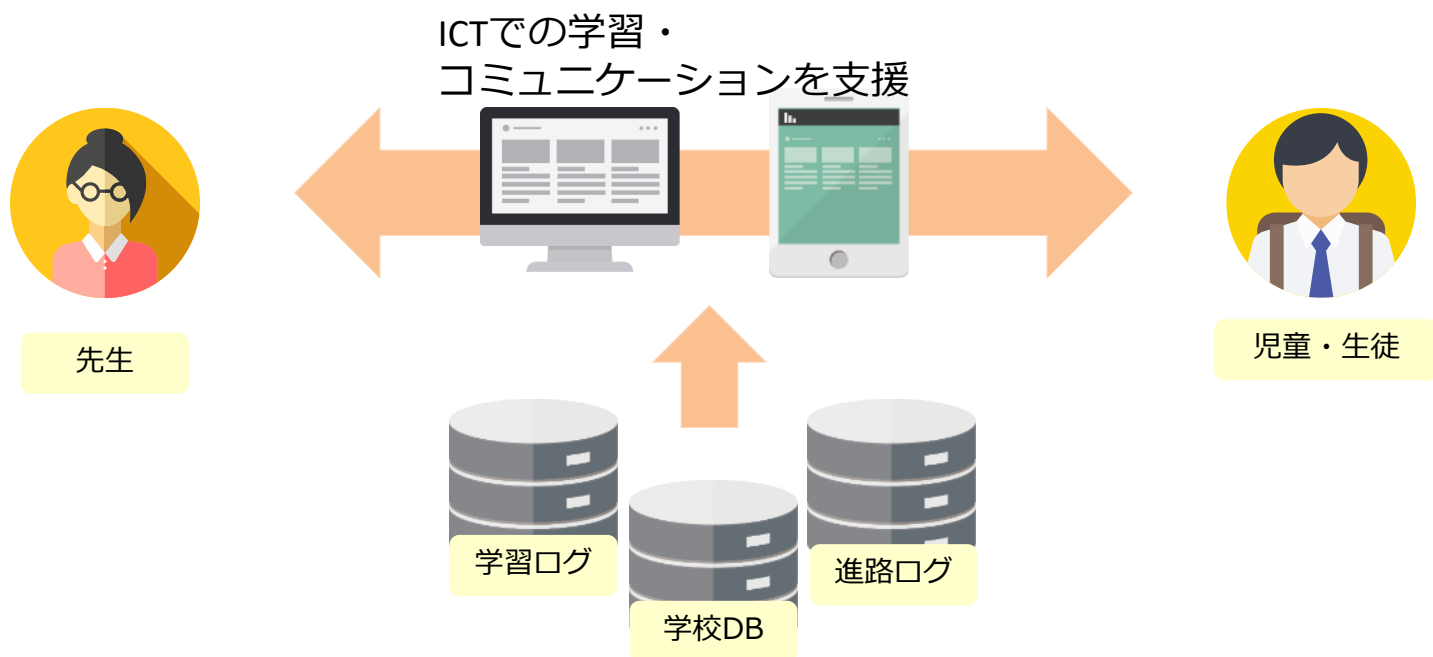 ICTでの学習・
コミュニケーションを支援
先生
児童・生徒
学習ログ
進路ログ
学校DB